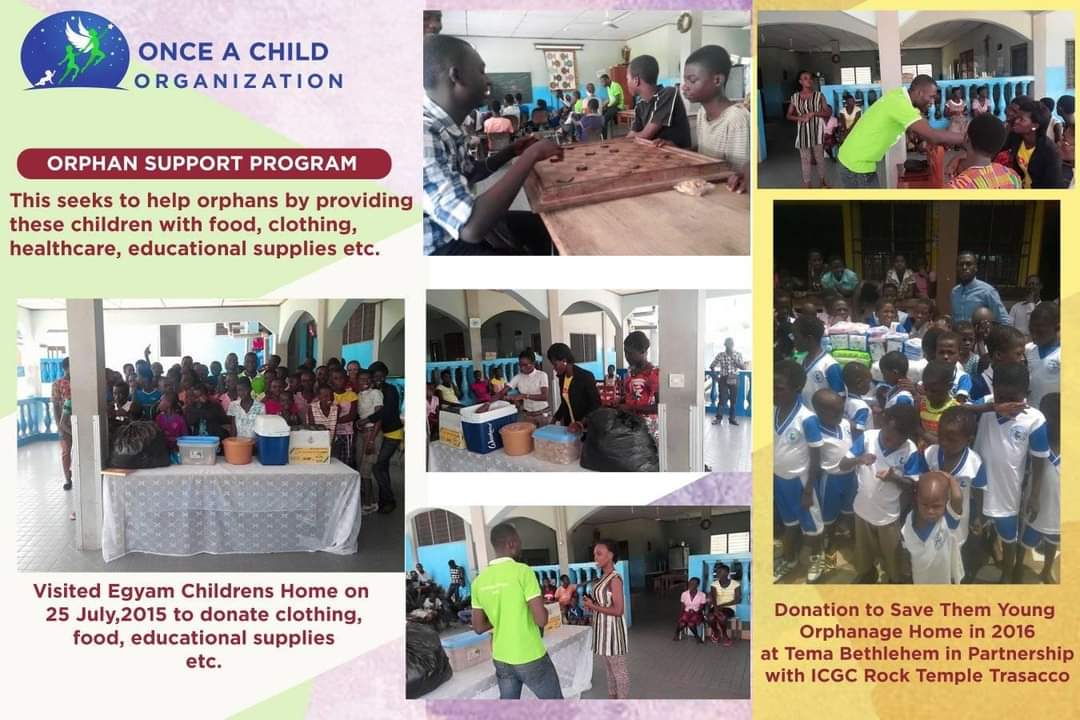 ONCE A CHILD
ORGANIZATION
ORPHAN SUPPORT PROGRAM
This seeks to help orphans by providing
these children with food, clothing,
healthcare, educational supplies etc.
Visited Egyam Childrens Home on
25 July,2015 to donate clothing,
food, educational supplies
etc.
Donation to Save Them Young
Orphanage Home in 2016
at Tema Bethlehem in Partnership
with ICGC Rock Temple Trasacco